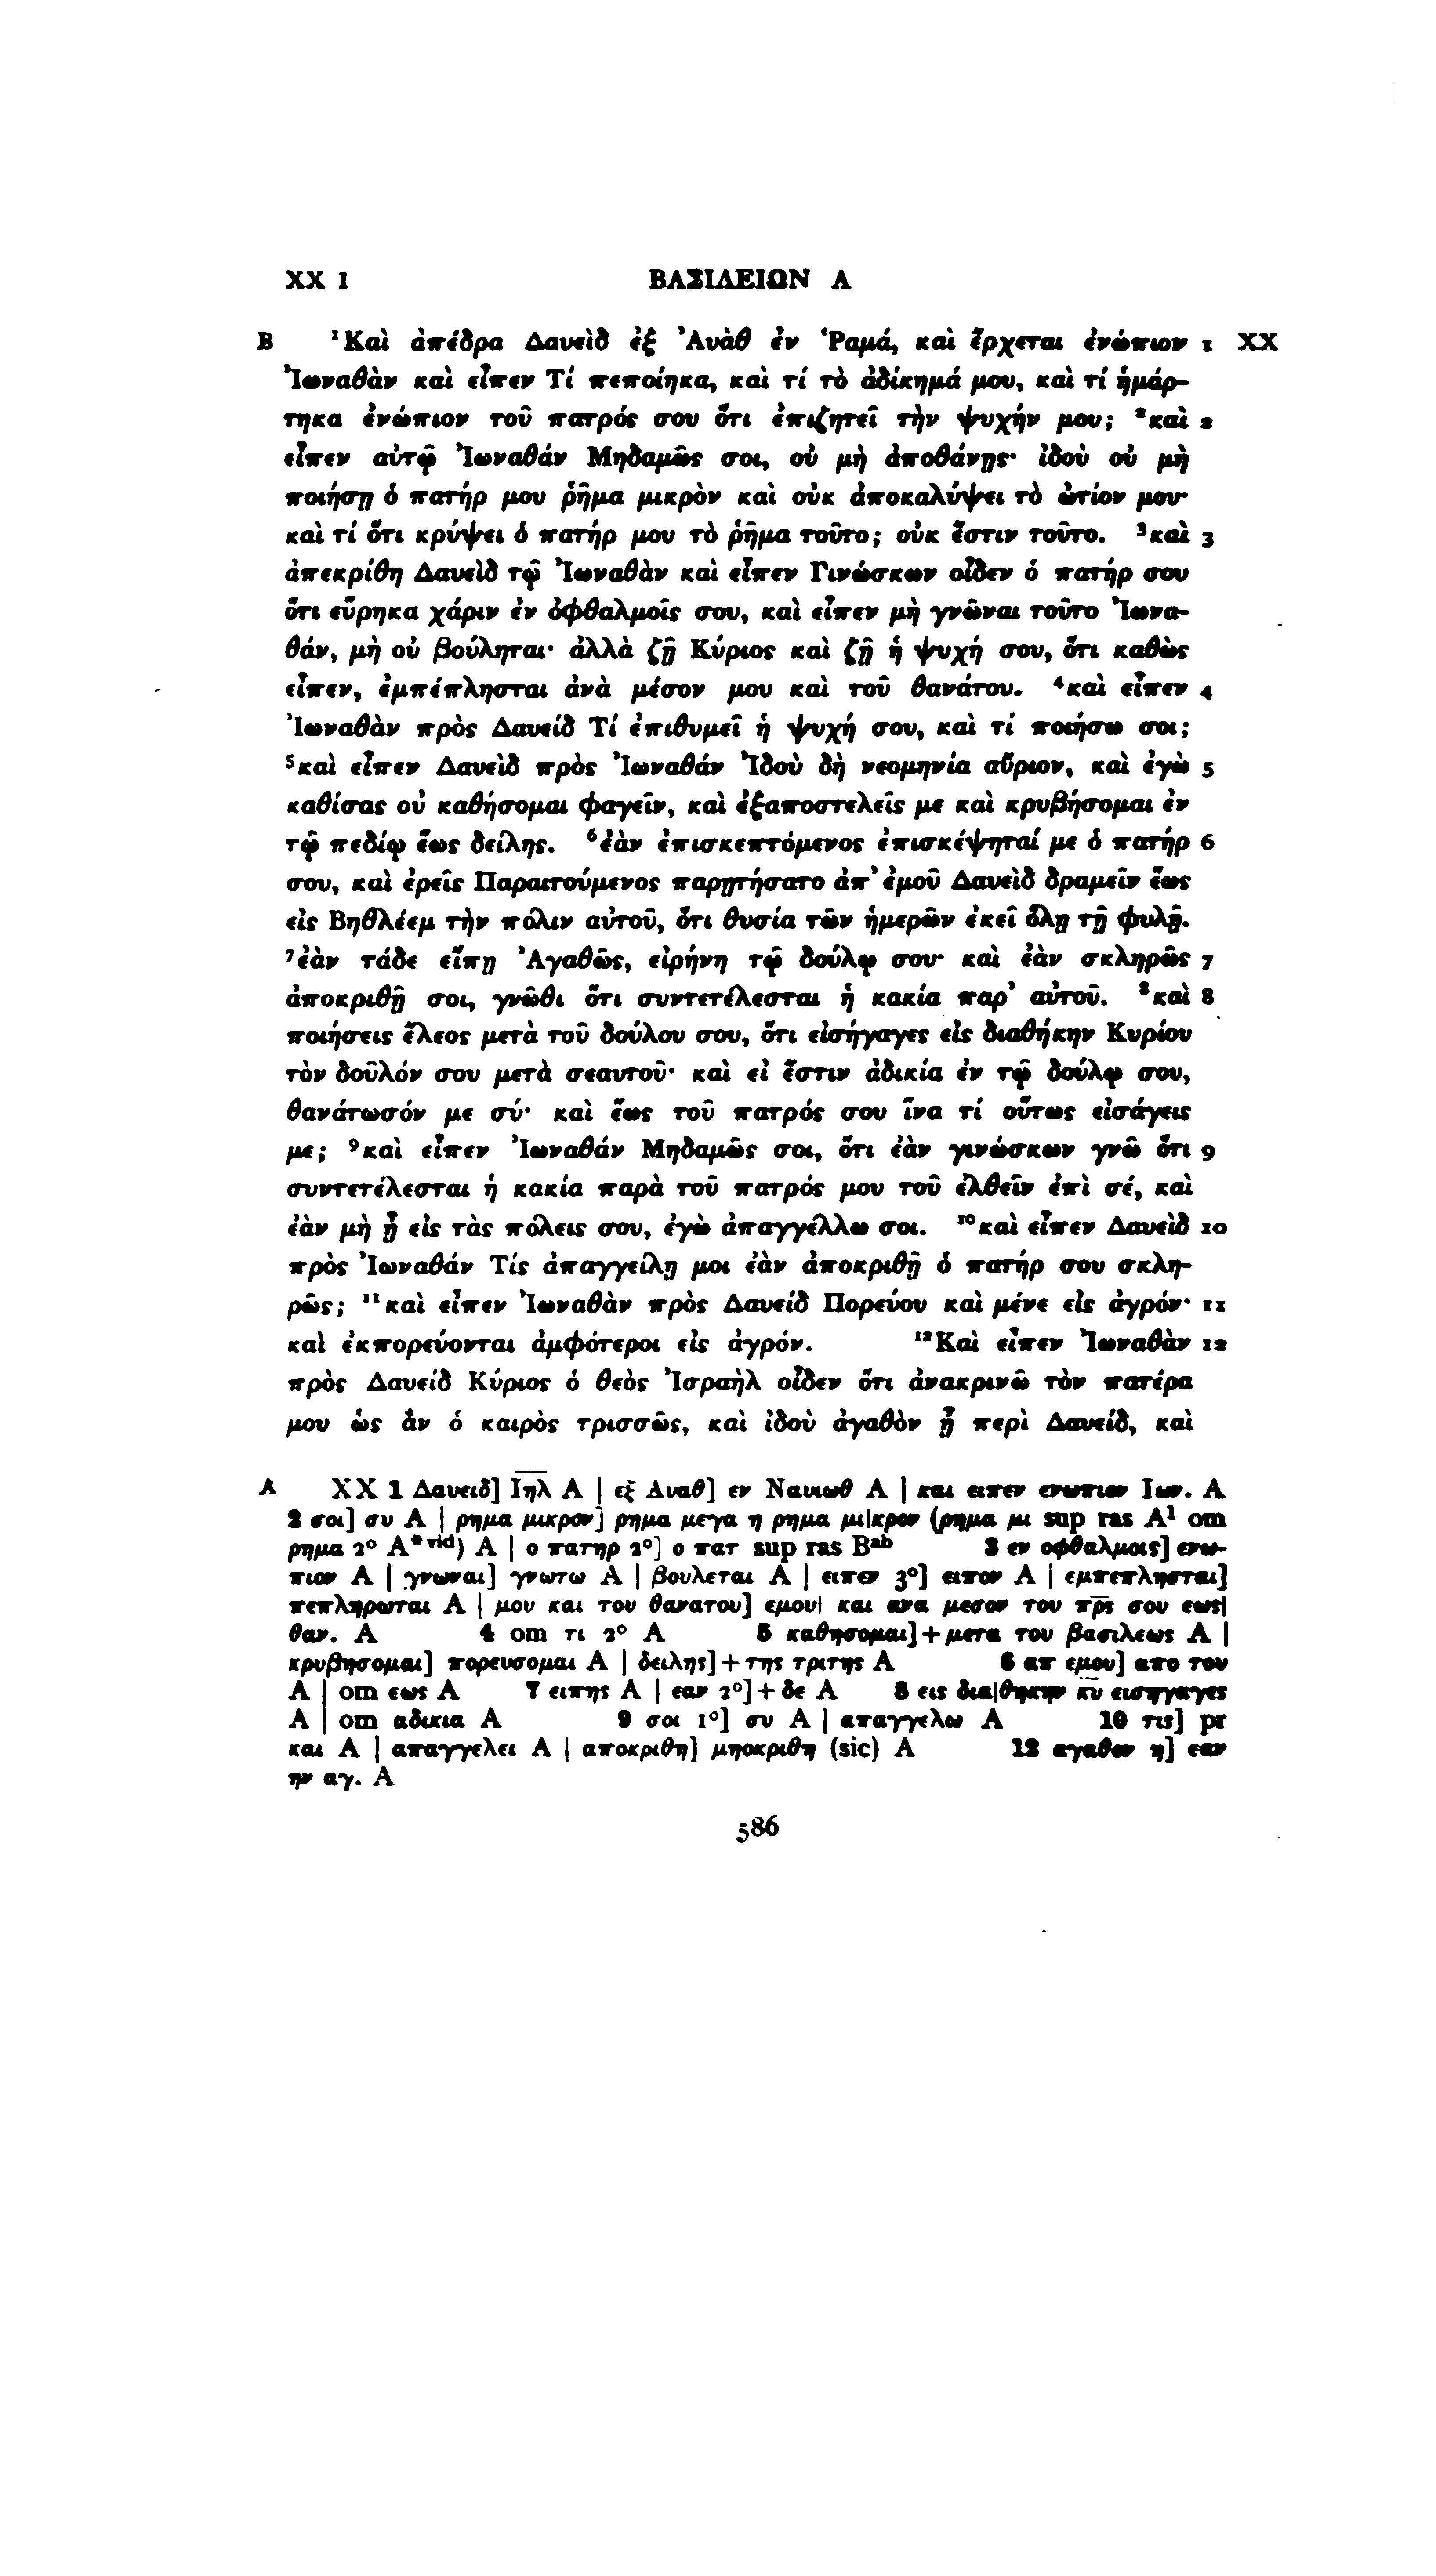 XX 1 ΒΑΣΙΛΕΙΩΝ Α
B ¹Καὶ ἀπέδρα Δαυεὶδ ἐξ Ἀυὰθ ἐν Ῥαμά, καὶ ἔρχεται ἐνώπιον 1 XX
Ἰωναθὰν καὶ εἶπεν Τί πεποίηκα, καὶ τί τὸ ἀδίκημά μου, καὶ τί ἡμάρ-
τηκα ἐνώπιον τοῦ πατρός σου ὅτι ἐπιζητεῖ τὴν ψυχήν μου; ²καὶ 2
εἶπεν αὐτῷ Ἰωναθάν Μηδαμῶς σοι, οὐ μὴ ἀποθάνῃς· ἰδοὺ οὐ μὴ
ποιήσῃ ὁ πατήρ μου ῥῆμα μικρὸν καὶ οὐκ ἀποκαλύψει τὸ ὠτίον μου·
καὶ τί ὅτι κρύψει ὁ πατήρ μου τὸ ῥῆμα τοῦτο; οὐκ ἔστιν τοῦτο. ³καὶ 3
ἀπεκρίθη Δαυεὶδ τῷ Ἰωναθὰν καὶ εἶπεν Γινώσκων οἶδεν ὁ πατήρ σου
ὅτι εὕρηκα χάριν ἐν ὀφθαλμοῖς σου, καὶ εἶπεν μὴ γνῶναι τοῦτο Ἰωνα-
θάν, μὴ οὐ βούληται· ἀλλὰ ζῇ Κύριος καὶ ζῇ ἡ ψυχή σου, ὅτι καθὼς
εἶπεν, ἐμπέπλησται ἀνὰ μέσον μου καὶ τοῦ θανάτου. ⁴καὶ εἶπεν 4
Ἰωναθὰν πρὸς Δαυείδ Τί ἐπιθυμεῖ ἡ ψυχή σου, καὶ τί ποιήσω σοι;
⁵καὶ εἶπεν Δαυεὶδ πρὸς Ἰωναθάν Ἰδοὺ δὴ νεομηνία αὔριον, καὶ ἐγὼ 5
καθίσας οὐ καθήσομαι φαγεῖν, καὶ ἐξαποστελεῖς με καὶ κρυβήσομαι ἐν
τῷ πεδίῳ ἕως δείλης. ⁶ἐὰν ἐπισκεπτόμενος ἐπισκέψηταί με ὁ πατήρ 6
σου, καὶ ἐρεῖς Παραιτούμενος παρῃτήσατο ἀπ' ἐμοῦ Δαυεὶδ δραμεῖν ἕως
εἰς Βηθλέεμ τὴν πόλιν αὐτοῦ, ὅτι θυσία τῶν ἡμερῶν ἐκεῖ ὅλῃ τῇ φυλῇ.
⁷ἐὰν τάδε εἴπῃ Ἀγαθῶς, εἰρήνη τῷ δούλῳ σου· καὶ ἐὰν σκληρῶς 7
ἀποκριθῇ σοι, γνῶθι ὅτι συντετέλεσται ἡ κακία παρ' αὐτοῦ. ⁸καὶ 8
ποιήσεις ἔλεος μετὰ τοῦ δούλου σου, ὅτι εἰσήγαγες εἰς διαθήκην Κυρίου
τὸν δοῦλόν σου μετὰ σεαυτοῦ· καὶ εἰ ἔστιν ἀδικία ἐν τῷ δούλῳ σου,
θανάτωσόν με σύ· καὶ ἕως τοῦ πατρός σου ἵνα τί οὕτως εἰσάγεις
με; ⁹καὶ εἶπεν Ἰωναθάν Μηδαμῶς σοι, ὅτι ἐὰν γινώσκων γνῶ ὅτι 9
συντετέλεσται ἡ κακία παρὰ τοῦ πατρός μου τοῦ ἐλθεῖν ἐπὶ σέ, καὶ
ἐὰν μὴ ᾖ εἰς τὰς πόλεις σου, ἐγὼ ἀπαγγέλλω σοι. ¹⁰καὶ εἶπεν Δαυεὶδ 10
πρὸς Ἰωναθάν Τίς ἀπαγγείλῃ μοι ἐὰν ἀποκριθῇ ὁ πατήρ σου σκλη-
ρῶς; ¹¹καὶ εἶπεν Ἰωναθὰν πρὸς Δαυείδ Πορεύου καὶ μένε εἰς ἀγρόν· 11
καὶ ἐκπορεύονται ἀμφότεροι εἰς ἀγρόν. ¹²Καὶ εἶπεν Ἰωναθὰν 12
πρὸς Δαυείδ Κύριος ὁ θεὸς Ἰσραὴλ οἶδεν ὅτι ἀνακρινῶ τὸν πατέρα
μου ὡς ἂν ὁ καιρὸς τρισσῶς, καὶ ἰδοὺ ἀγαθὸν ᾖ περὶ Δαυείδ, καὶ
A XX 1 Δαυειδ] Ιηλ A | εξ Αυαθ] εν Ναυιωθ A | και ειπεν ενωπιον Ιων. A
2 σοι] συ A | ρημα μικρον] ρημα μεγα η ρημα μι|κρον (ρημα μι sup ras A¹ om
ρημα 2° A*ᵛⁱᵈ) A | ο πατηρ 2°] ο πατ sup ras Bᵃᵇ 3 εν οφθαλμοις] ενω-
πιον A | γνωναι] γνωτω A | βουλεται A | ειπεν 3°] ειπον A | εμπεπλησται]
πεπληρωται A | μου και του θανατου] εμου| και ανα μεσον του π̅ρ̅ς̅ σου εως|
θαν. A 4 om τι 2° A 5 καθησομαι]+μετα του βασιλεως A |
κρυβησομαι] πορευσομαι A | δειλης]+της τριτης A 6 απ εμου] απο του
A | om εως A 7 ειπης A | εαν 2°]+δε A 8 εις δια|θηκην κ̅υ̅ εισηγαγες
A | om αδικια A 9 σοι 1°] συ A | απαγγελω A 10 τις] pr
και A | απαγγελει A | αποκριθη] μηοκριθη (sic) A 12 αγαθον η] εαν
ην αγ. A
586